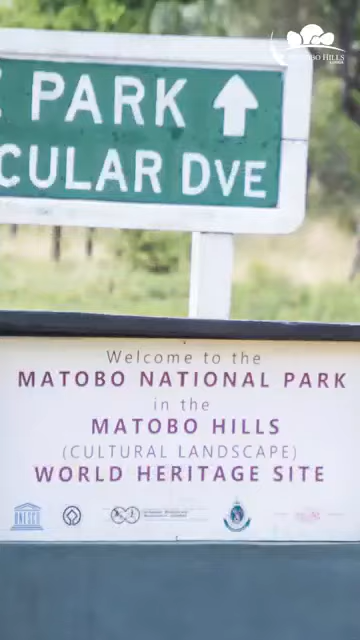 MATOBO HILLS
PARK
CULAR DVE
Welcome to the
MATOBO NATIONAL PARK
in the
MATOBO HILLS
(CULTURAL LANDSCAPE)
WORLD HERITAGE SITE